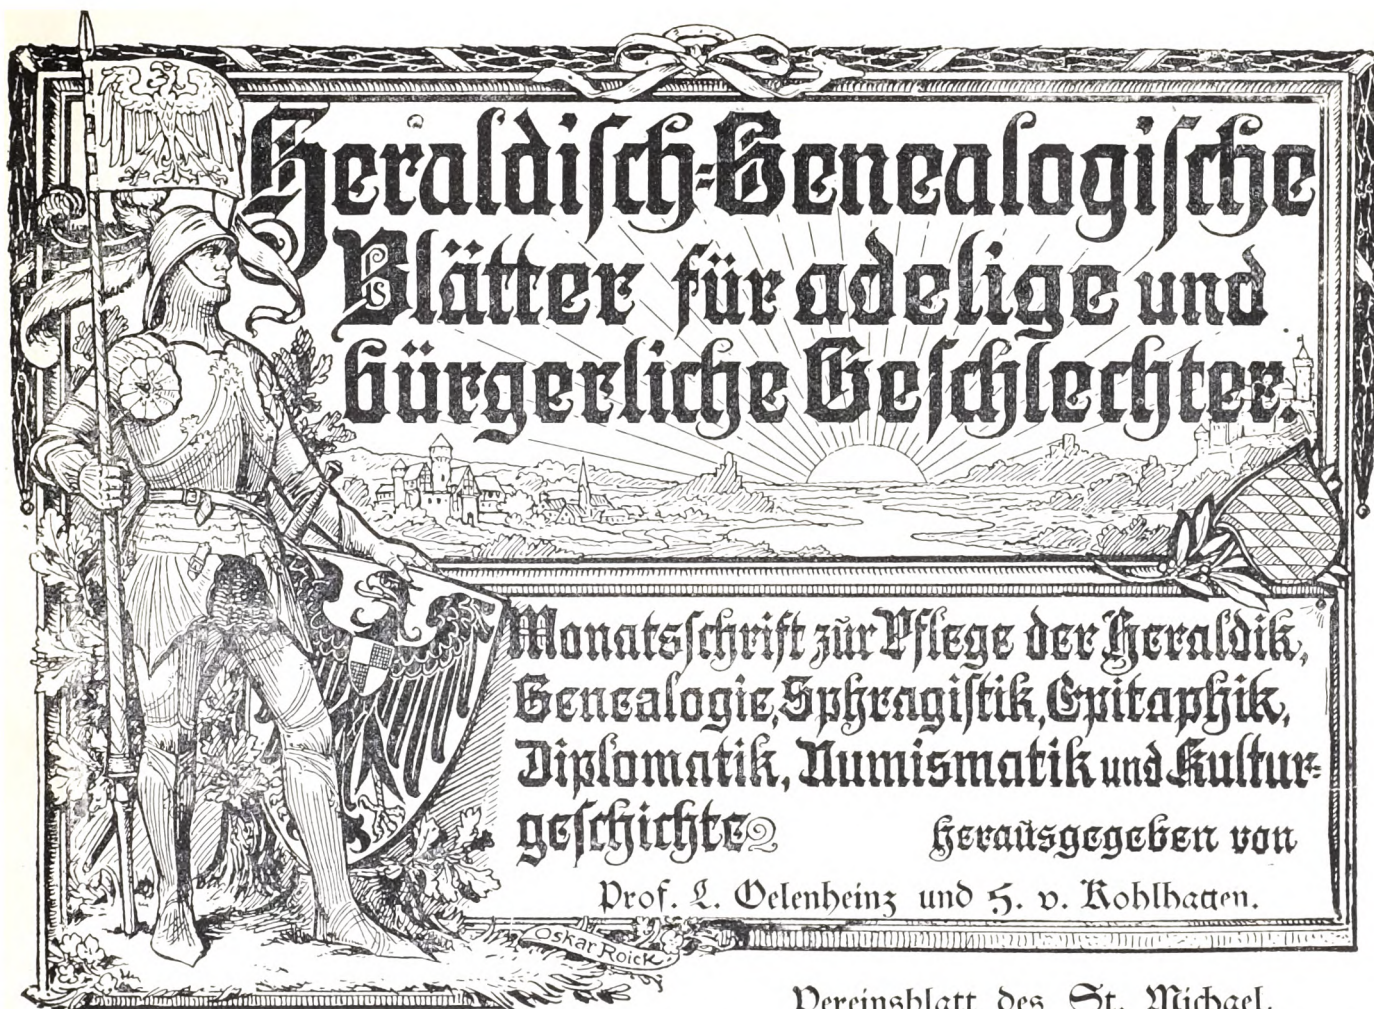 Heraldisch-Genealogische
Blätter für adelige und
bürgerliche Geschlechter.
Monatsschrift zur Pflege der Heraldik,
Genealogie, Sphragistik, Epitaphik,
Diplomatik, Numismatik und Kultur-
geschichte
herausgegeben von
Prof. L. Oelenheinz und H. v. Kohlhagen.
Oskar Roick
Vereinsblatt des St. Michael.